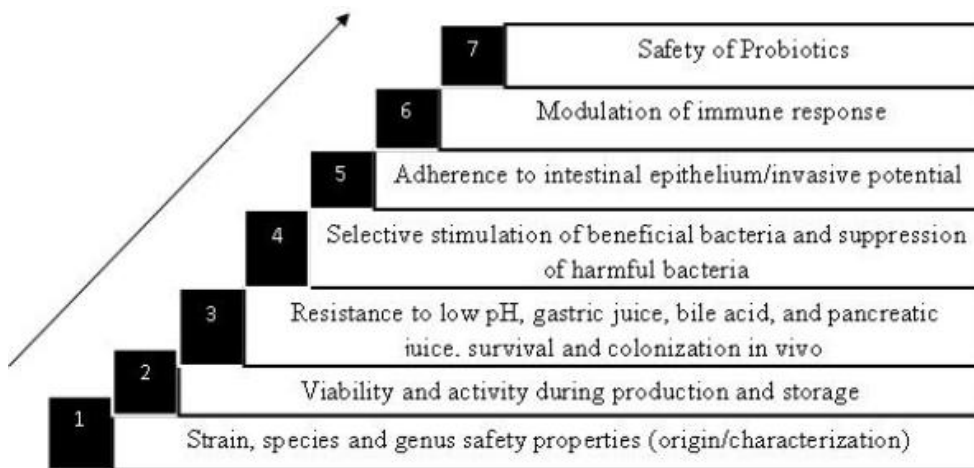 7 Safety of Probiotics
6 Modulation of immune response
5 Adherence to intestinal epithelium/invasive potential
4 Selective stimulation of beneficial bacteria and suppression
of harmful bacteria
3 Resistance to low pH, gastric juice, bile acid, and pancreatic
juice, survival and colonization in vivo
2 Viability and activity during production and storage
1 Strain, species and genus safety properties (origin/characterization)